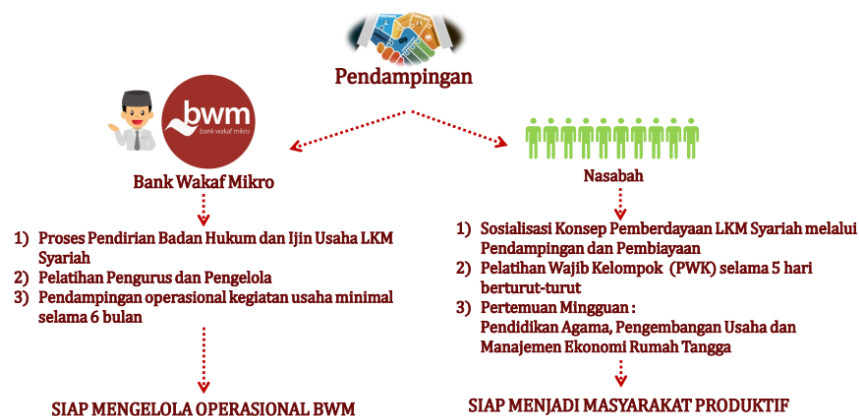 Pendampingan
bwm
bank wakaf mikro
Bank Wakaf Mikro
1) Proses Pendirian Badan Hukum dan Ijin Usaha LKM
Syariah
2) Pelatihan Pengurus dan Pengelola
3) Pendampingan operasional kegiatan usaha minimal
selama 6 bulan
SIAP MENGELOLA OPERASIONAL BWM
Nasabah
1) Sosialisasi Konsep Pemberdayaan LKM Syariah melalui
Pendampingan dan Pembiayaan
2) Pelatihan Wajib Kelompok (PWK) selama 5 hari
berturut-turut
3) Pertemuan Mingguan :
Pendidikan Agama, Pengembangan Usaha dan
Manajemen Ekonomi Rumah Tangga
SIAP MENJADI MASYARAKAT PRODUKTIF